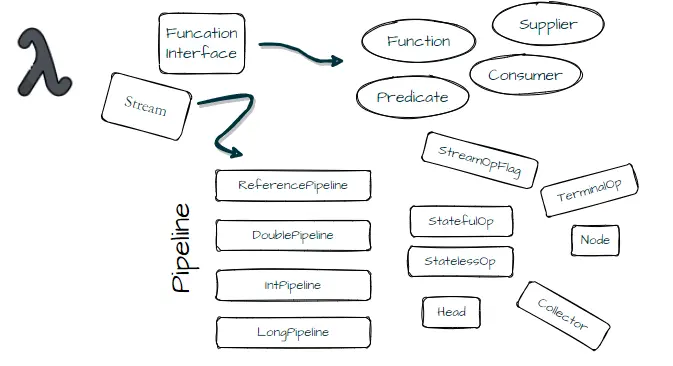 λ
Funcation
Interface
Function
Supplier
Consumer
Predicate
Stream
Pipeline
ReferencePipeline
DoublePipeline
IntPipeline
LongPipeline
StreamOpFlag
TerminalOp
StatefulOp
StatelessOp
Node
Head
Collector